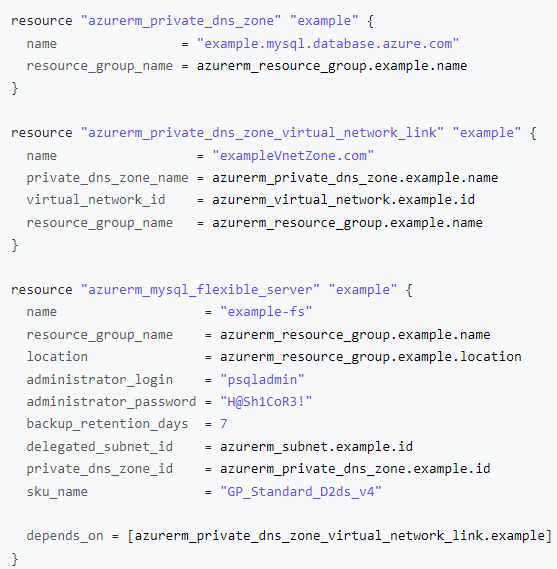 resource "azurerm_private_dns_zone" "example" {
  name                = "example.mysql.database.azure.com"
  resource_group_name = azurerm_resource_group.example.name
}

resource "azurerm_private_dns_zone_virtual_network_link" "example" {
  name                  = "exampleVnetZone.com"
  private_dns_zone_name = azurerm_private_dns_zone.example.name
  virtual_network_id    = azurerm_virtual_network.example.id
  resource_group_name   = azurerm_resource_group.example.name
}

resource "azurerm_mysql_flexible_server" "example" {
  name                   = "example-fs"
  resource_group_name    = azurerm_resource_group.example.name
  location               = azurerm_resource_group.example.location
  administrator_login    = "psqladmin"
  administrator_password = "H@Sh1CoR3!"
  backup_retention_days  = 7
  delegated_subnet_id    = azurerm_subnet.example.id
  private_dns_zone_id    = azurerm_private_dns_zone.example.id
  sku_name               = "GP_Standard_D2ds_v4"

  depends_on = [azurerm_private_dns_zone_virtual_network_link.example]
}